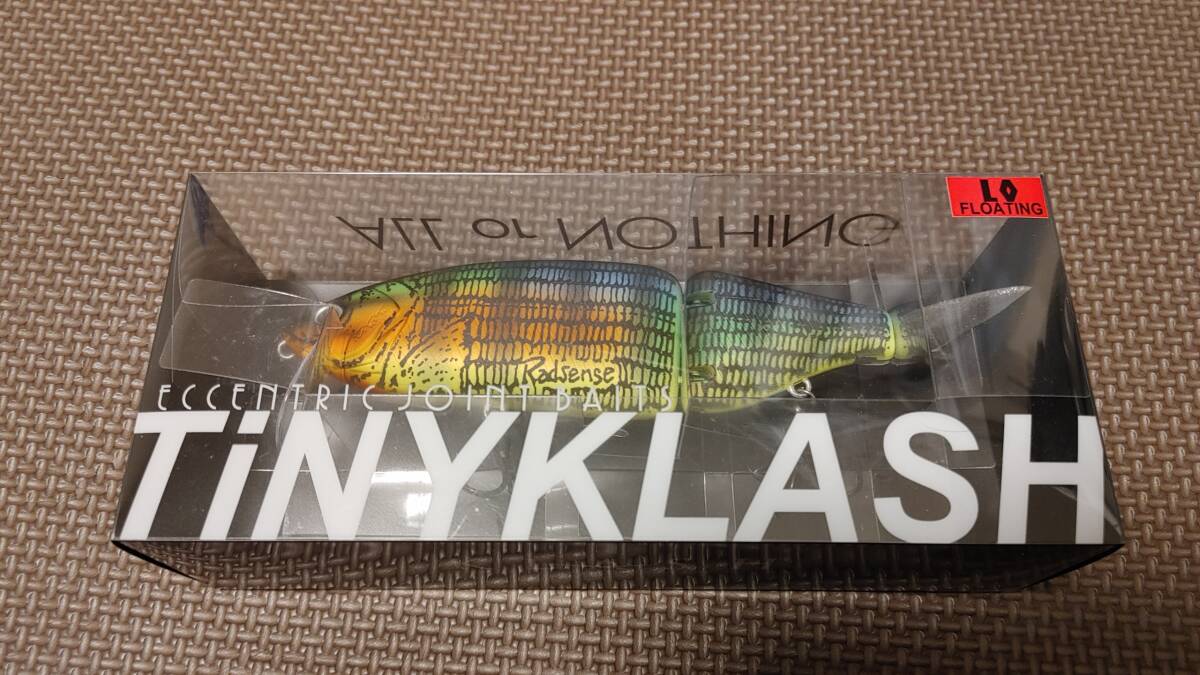 LO
FLOATING
ALL or NOTHING
Radsense
ECCENTRIC JOINT BAITS
TiNYKLASH